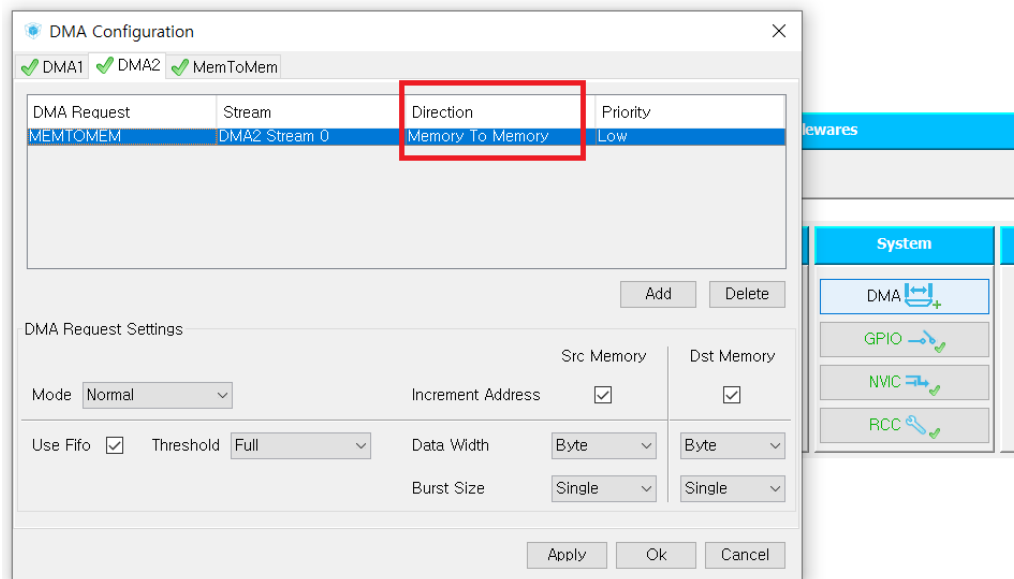 DMA Configuration
DMA1 DMA2 MemToMem
DMA Request Stream Direction Priority
MEMTOMEM DMA2 Stream 0 Memory To Memory Low
lewares
System
Add Delete
DMA
DMA Request Settings
GPIO
Src Memory Dst Memory
Mode Normal Increment Address
NVIC
RCC
Use Fifo Threshold Full Data Width Byte Byte
Burst Size Single Single
Apply Ok Cancel